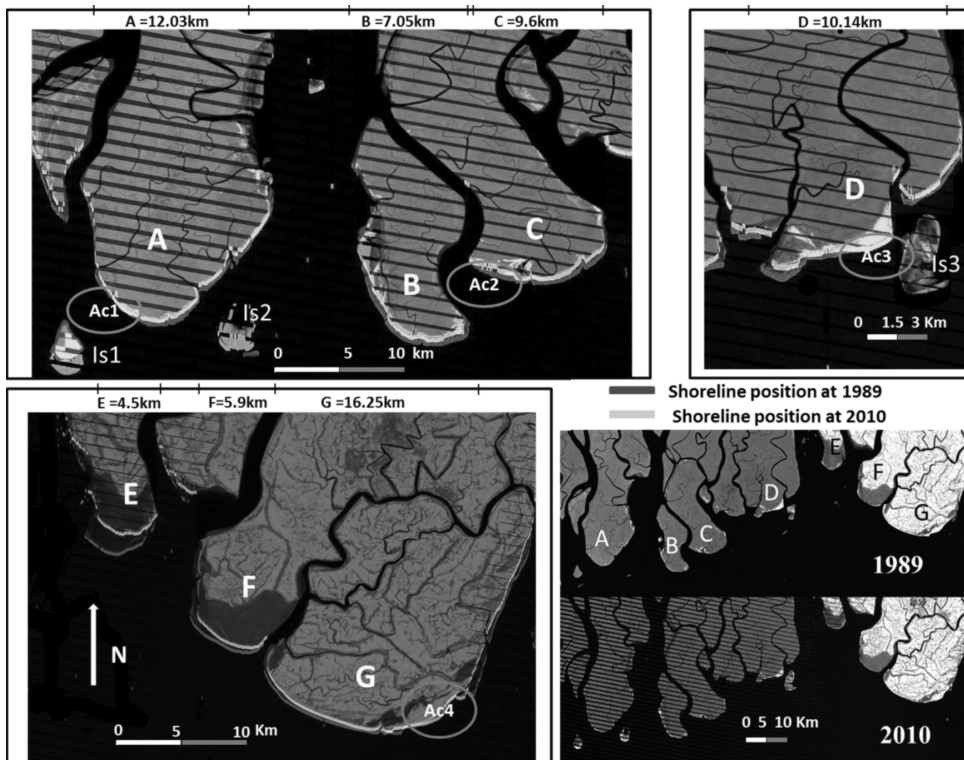 A =12.03km B =7.05km C =9.6km
A
B
C
Ac1
Ac2
Is1
Is2
0 5 10 km
D =10.14km
D
Ac3
Is3
0 1.5 3 Km
E =4.5km F=5.9km G =16.25km
E
F
G
Ac4
N
0 5 10 Km
Shoreline position at 1989
Shoreline position at 2010
E
F
D
G
A
B
C
1989
0 5 10 Km
2010